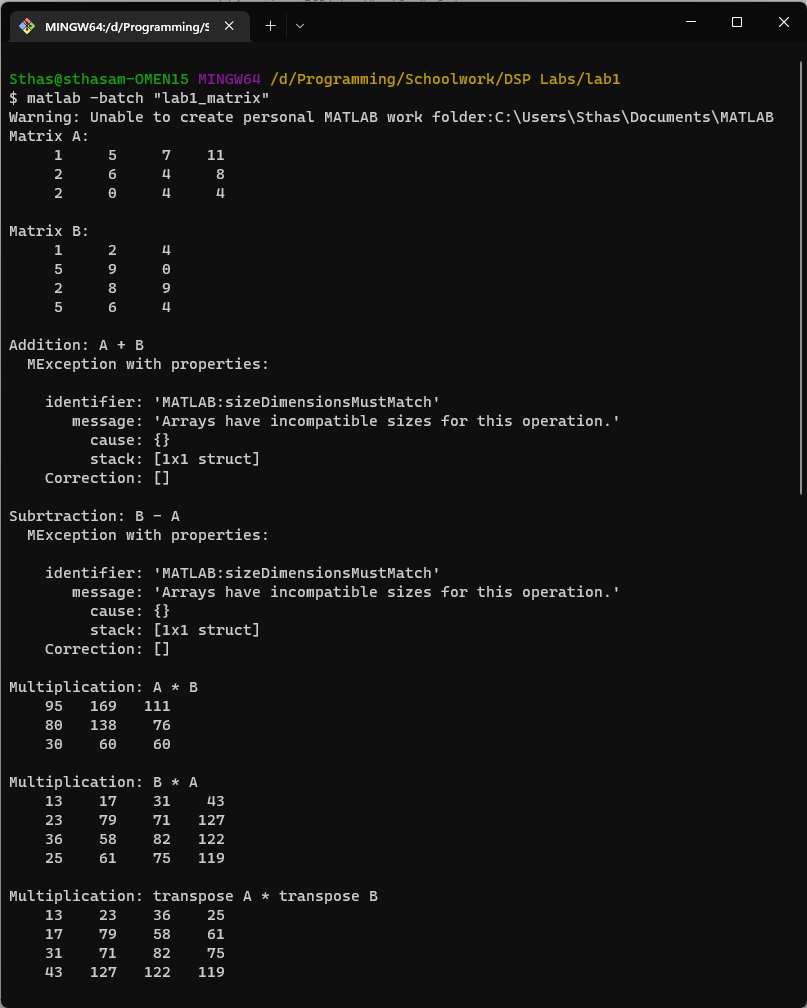 MINGW64:/d/Programming/S
Sthas@sthasam-OMEN15 MINGW64 /d/Programming/Schoolwork/DSP Labs/lab1
$ matlab -batch "lab1_matrix"
Warning: Unable to create personal MATLAB work folder:C:\Users\Sthas\Documents\MATLAB
Matrix A:
     1     5     7    11
     2     6     4     8
     2     0     4     4
Matrix B:
     1     2     4
     5     9     0
     2     8     9
     5     6     4
Addition: A + B
  MException with properties:
    identifier: 'MATLAB:sizeDimensionsMustMatch'
       message: 'Arrays have incompatible sizes for this operation.'
         cause: {}
         stack: [1x1 struct]
    Correction: []
Subrtraction: B - A
  MException with properties:
    identifier: 'MATLAB:sizeDimensionsMustMatch'
       message: 'Arrays have incompatible sizes for this operation.'
         cause: {}
         stack: [1x1 struct]
    Correction: []
Multiplication: A * B
    95   169   111
    80   138    76
    30    60    60
Multiplication: B * A
    13    17    31    43
    23    79    71   127
    36    58    82   122
    25    61    75   119
Multiplication: transpose A * transpose B
    13    23    36    25
    17    79    58    61
    31    71    82    75
    43   127   122   119